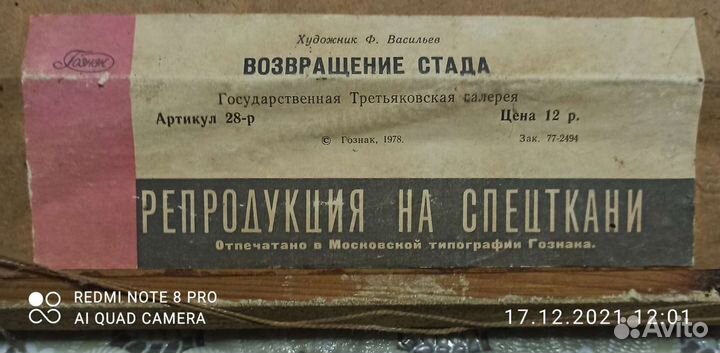 Гознак
Художник Ф. Васильев
ВОЗВРАЩЕНИЕ СТАДА
Государственная Третьяковская галерея
Артикул 28-р Цена 12 р.
© Гознак, 1978. Зак. 77-2494
РЕПРОДУКЦИЯ НА СПЕЦТКАНИ
Отпечатано в Московской типографии Гознака.
REDMI NOTE 8 PRO
AI QUAD CAMERA
17.12.2021 12:01
Avito